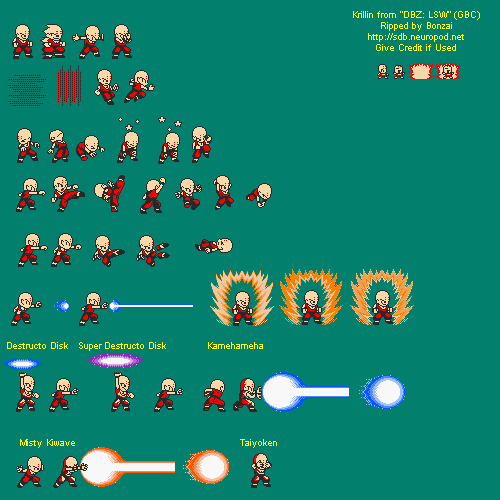 Krillin from "DBZ: LSW" (GBC)
Ripped by Bonzai
http://sdb.neuropod.net
Give Credit if Used
Destructo Disk
Super Destructo Disk
Kamehameha
Misty Kiwave
Taiyoken